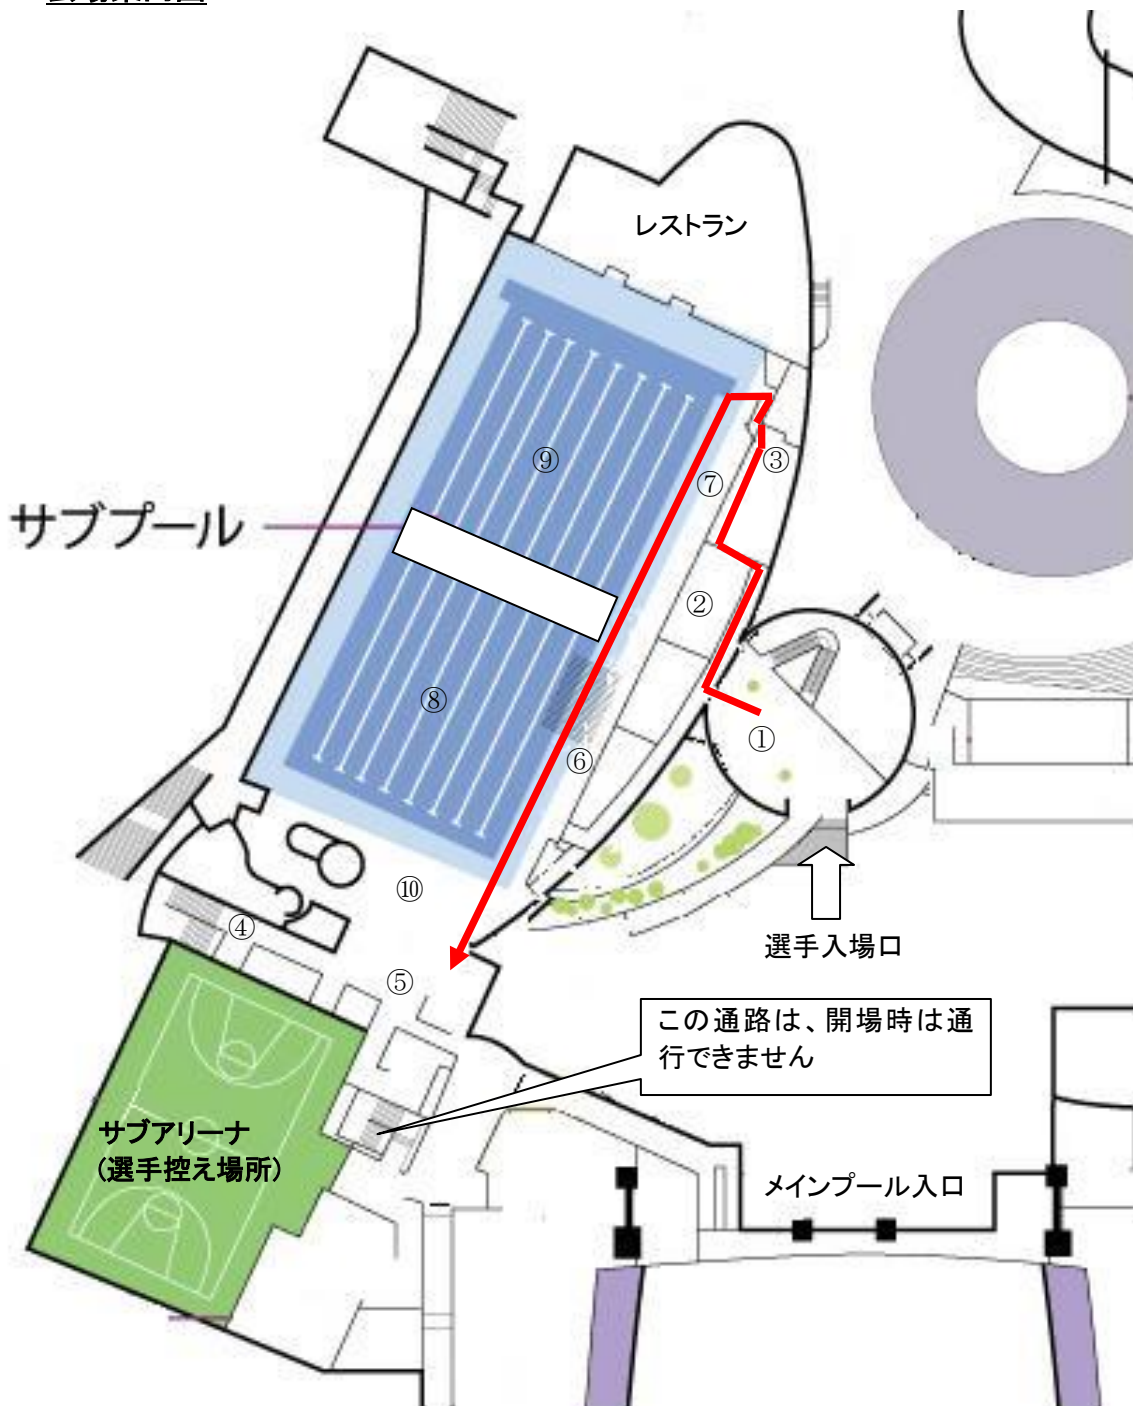 レストラン
⑨
③
⑦
サブプール
②
⑧
①
⑥
⑩
④
選手入場口
⑤
この通路は、開場時は通
行できません
サブアリーナ
(選手控え場所)
メインプール入口